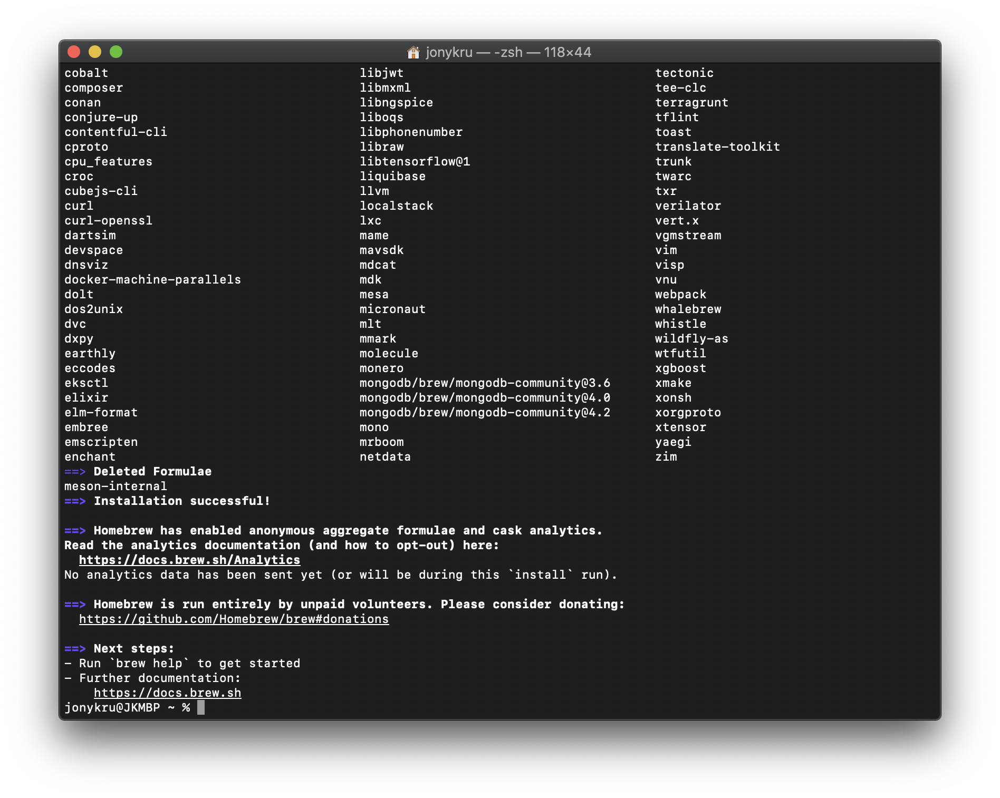 jonykru — -zsh — 118×44
cobalt libjwt tectonic
composer libmxml tee-clc
conan libngspice terragrunt
conjure-up liboqs tflint
contentful-cli libphonenumber toast
cproto libraw translate-toolkit
cpu_features libtensorflow@1 trunk
croc liquibase twarc
cubejs-cli llvm txr
curl localstack verilator
curl-openssl lxc vert.x
dartsim mame vgmstream
devspace mavsdk vim
dnsviz mdcat visp
docker-machine-parallels mdk vnu
dolt mesa webpack
dos2unix micronaut whalebrew
dvc mlt whistle
dxpy mmark wildfly-as
earthly molecule wtfutil
eccodes monero xgboost
eksctl mongodb/brew/mongodb-community@3.6 xmake
elixir mongodb/brew/mongodb-community@4.0 xonsh
elm-format mongodb/brew/mongodb-community@4.2 xorgproto
embree mono xtensor
emscripten mrboom yaegi
enchant netdata zim
==> Deleted Formulae
meson-internal
==> Installation successful!
==> Homebrew has enabled anonymous aggregate formulae and cask analytics.
Read the analytics documentation (and how to opt-out) here:
https://docs.brew.sh/Analytics
No analytics data has been sent yet (or will be during this `install` run).
==> Homebrew is run entirely by unpaid volunteers. Please consider donating:
https://github.com/Homebrew/brew#donations
==> Next steps:
- Run `brew help` to get started
- Further documentation:
https://docs.brew.sh
jonykru@JKMBP ~ %